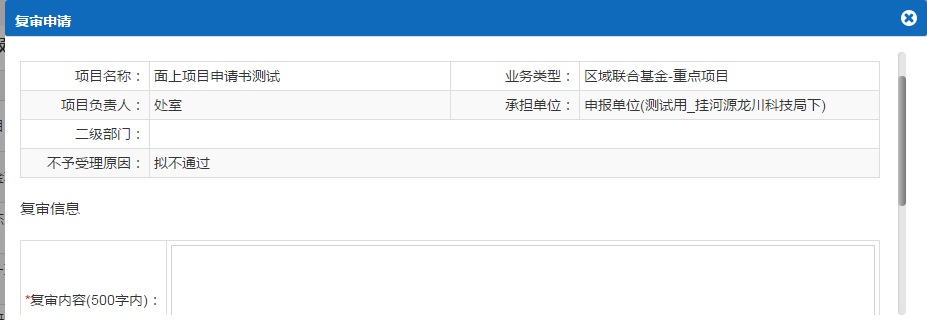 复审申请
项目名称： 面上项目申请书测试 业务类型： 区域联合基金-重点项目
项目负责人： 处室 承担单位： 申报单位(测试用_挂河源龙川科技局下)
二级部门：
不予受理原因： 拟不通过
复审信息
*复审内容(500字内)：